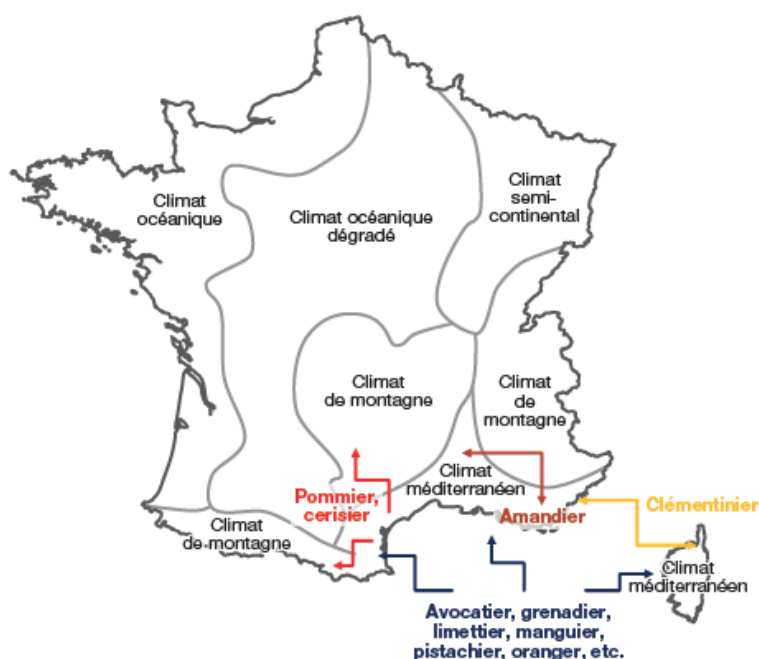 Climat
océanique
Climat océanique
dégradé
Climat
semi-
continental
Climat
de montagne
Climat
de
montagne
Climat
méditerranéen
Pommier,
cerisier
Amandier
Clémentinier
Climat
de montagne
Climat
méditerranéen
Avocatier, grenadier,
limettier, manguier,
pistachier, oranger, etc.